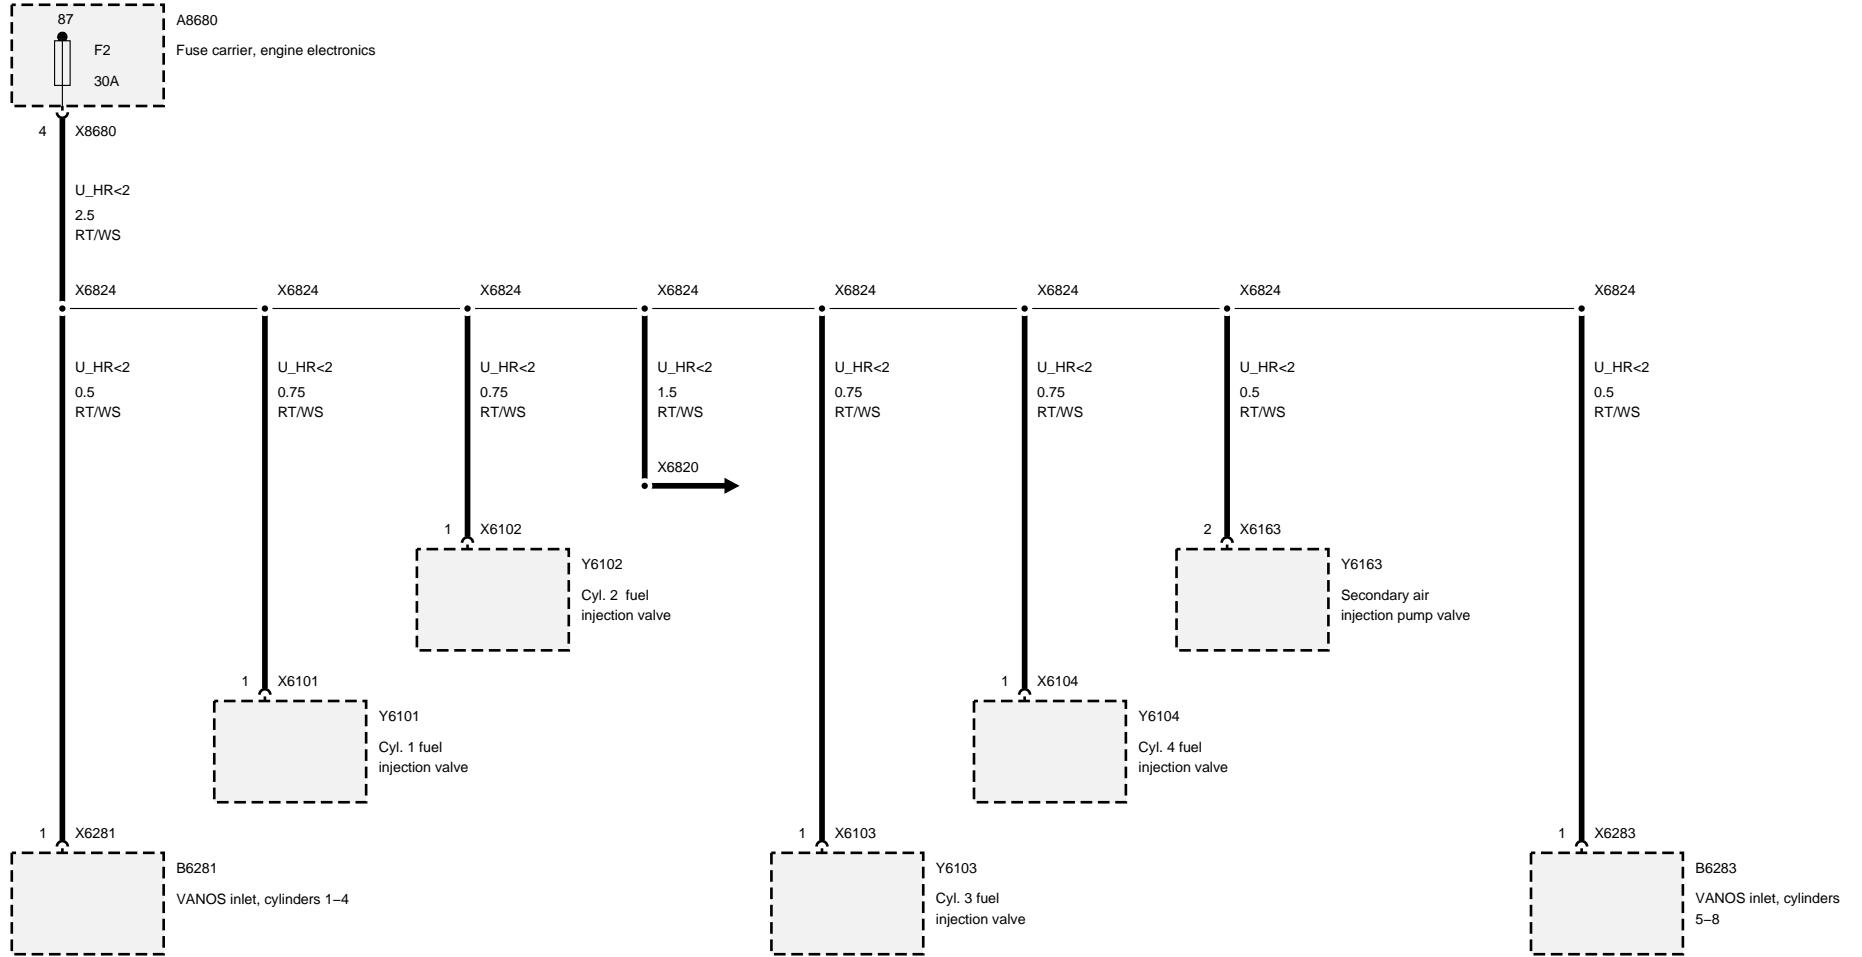 87
A8680
F2
Fuse carrier, engine electronics
30A
4 X8680
U_HR<2
2.5
RT/WS
X6824 X6824 X6824 X6824 X6824 X6824 X6824 X6824
U_HR<2 U_HR<2 U_HR<2 U_HR<2 U_HR<2 U_HR<2 U_HR<2 U_HR<2
0.5 0.75 0.75 1.5 0.75 0.75 0.5 0.5
RT/WS RT/WS RT/WS RT/WS RT/WS RT/WS RT/WS RT/WS
X6820
1 X6102
2 X6163
Y6102
Cyl. 2 fuel
injection valve
Y6163
Secondary air
injection pump valve
1 X6101
1 X6104
Y6101
Cyl. 1 fuel
injection valve
Y6104
Cyl. 4 fuel
injection valve
1 X6281
1 X6103
1 X6283
B6281
VANOS inlet, cylinders 1–4
Y6103
Cyl. 3 fuel
injection valve
B6283
VANOS inlet, cylinders
5–8